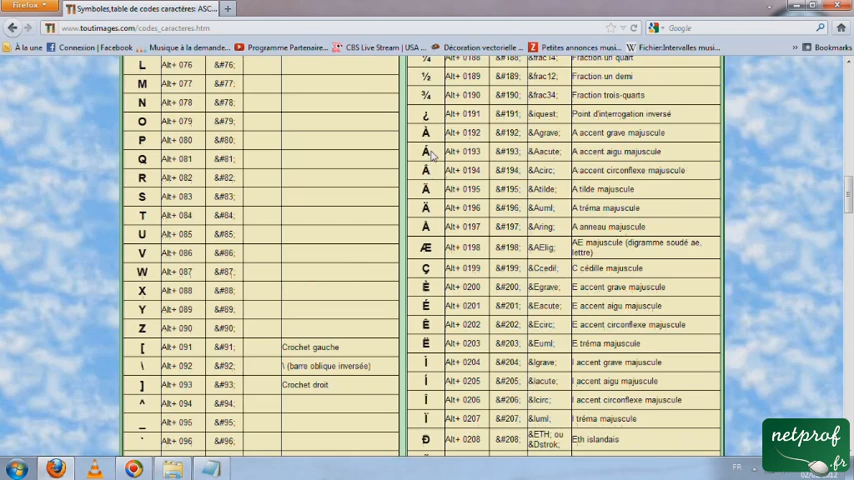 Firefox
Symboles,table de codes caractères: ASC...
www.toutimages.com/codes_caracteres.htm
Google
À la une
Connexion | Facebook
Musique à la demande...
Programme Partenaire...
CBS Live Stream | USA ...
Décoration vectorielle ...
Petites annonces musi...
Fichier:Intervalles musi...
Bookmarks
L Alt+ 076 &#76;
M Alt+ 077 &#77;
N Alt+ 078 &#78;
O Alt+ 079 &#79;
P Alt+ 080 &#80;
Q Alt+ 081 &#81;
R Alt+ 082 &#82;
S Alt+ 083 &#83;
T Alt+ 084 &#84;
U Alt+ 085 &#85;
V Alt+ 086 &#86;
W Alt+ 087 &#87;
X Alt+ 088 &#88;
Y Alt+ 089 &#89;
Z Alt+ 090 &#90;
[ Alt+ 091 &#91; Crochet gauche
\ Alt+ 092 &#92; \ (barre oblique inversée)
] Alt+ 093 &#93; Crochet droit
^ Alt+ 094 &#94;
_ Alt+ 095 &#95;
` Alt+ 096 &#96;
¼ Alt+ 0188 &#188; &frac14; Fraction un quart
½ Alt+ 0189 &#189; &frac12; Fraction un demi
¾ Alt+ 0190 &#190; &frac34; Fraction trois-quarts
¿ Alt+ 0191 &#191; &iquest; Point d'interrogation inversé
À Alt+ 0192 &#192; &Agrave; A accent grave majuscule
Á Alt+ 0193 &#193; &Aacute; A accent aigu majuscule
Â Alt+ 0194 &#194; &Acirc; A accent circonflexe majuscule
Ã Alt+ 0195 &#195; &Atilde; A tilde majuscule
Ä Alt+ 0196 &#196; &Auml; A tréma majuscule
Å Alt+ 0197 &#197; &Aring; A anneau majuscule
Æ Alt+ 0198 &#198; &AElig; AE majuscule (digramme soudé ae,
lettre)
Ç Alt+ 0199 &#199; &Ccedil; C cédille majuscule
È Alt+ 0200 &#200; &Egrave; E accent grave majuscule
É Alt+ 0201 &#201; &Eacute; E accent aigu majuscule
Ê Alt+ 0202 &#202; &Ecirc; E accent circonflexe majuscule
Ë Alt+ 0203 &#203; &Euml; E tréma majuscule
Ì Alt+ 0204 &#204; &Igrave; I accent grave majuscule
Í Alt+ 0205 &#205; &Iacute; I accent aigu majuscule
Î Alt+ 0206 &#206; &Icirc; I accent circonflexe majuscule
Ï Alt+ 0207 &#207; &Iuml; I tréma majuscule
Ð Alt+ 0208 &#208; &ETH; ou
&Dstrok; Eth islandais
netprof
.fr
FR